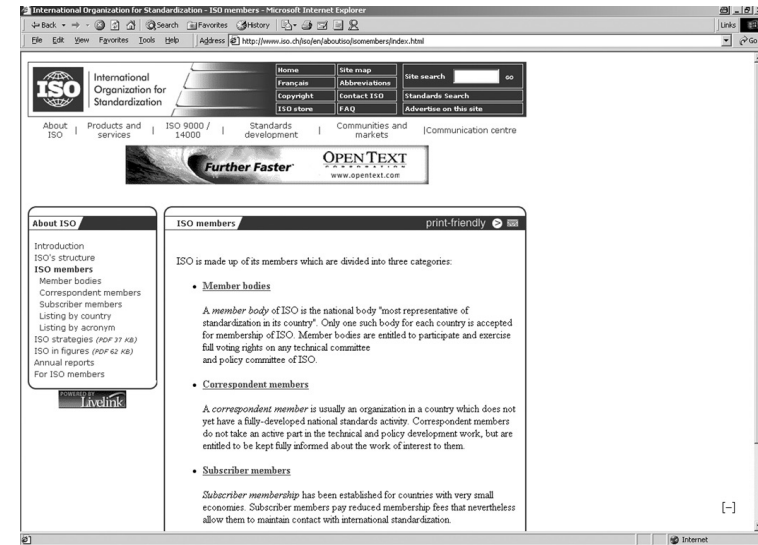 International Organization for Standardization - ISO members - Microsoft Internet Explorer
Back Search Favorites History
Links
File Edit View Favorites Tools Help Address http://www.iso.ch/iso/en/aboutiso/isomembers/index.html Go
ISO
International
Organization for
Standardization
Home Site map
Français Abbreviations
Copyright Contact ISO
ISO store FAQ
Site search GO
Standards Search
Advertise on this site
About ISO | Products and services | ISO 9000 / 14000 | Standards development | Communities and markets |Communication centre
Further Faster
OPEN TEXT
CORPORATION
www.opentext.com
About ISO
Introduction
ISO's structure
ISO members
Member bodies
Correspondent members
Subscriber members
Listing by country
Listing by acronym
ISO strategies (PDF 37 KB)
ISO in figures (PDF 62 KB)
Annual reports
For ISO members
POWERED BY
Livelink
ISO members print-friendly
ISO is made up of its members which are divided into three categories:
• Member bodies
A member body of ISO is the national body "most representative of
standardization in its country". Only one such body for each country is accepted
for membership of ISO. Member bodies are entitled to participate and exercise
full voting rights on any technical committee
and policy committee of ISO.
• Correspondent members
A correspondent member is usually an organization in a country which does not
yet have a fully-developed national standards activity. Correspondent members
do not take an active part in the technical and policy development work, but are
entitled to be kept fully informed about the work of interest to them.
• Subscriber members
Subscriber membership has been established for countries with very small
economies. Subscriber members pay reduced membership fees that nevertheless
allow them to maintain contact with international standardization.
[–]
Internet